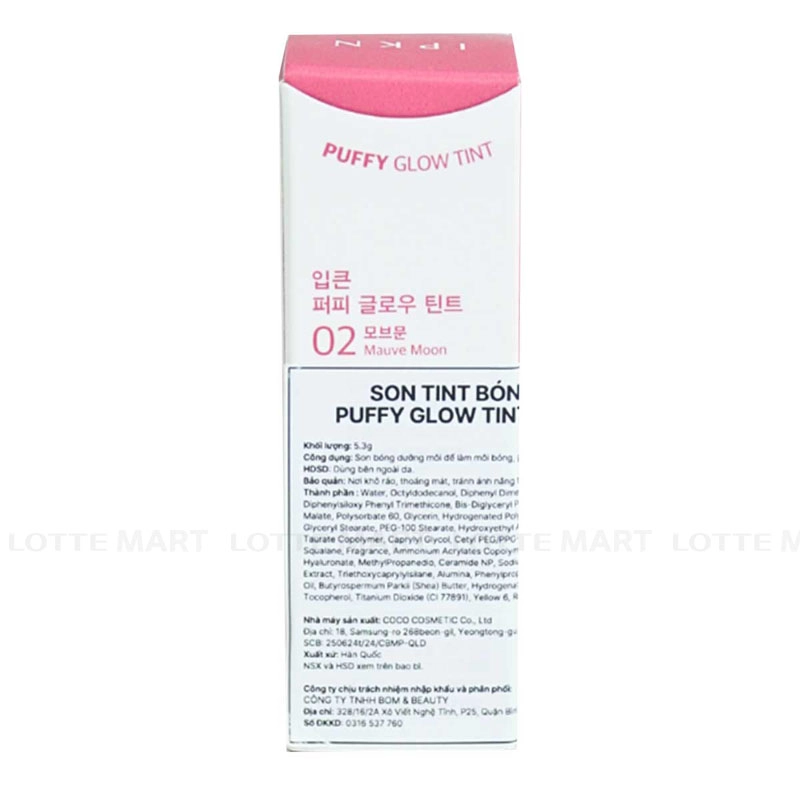 IPKN
PUFFY GLOW TINT
입큰
퍼피 글로우 틴트
02 모브문
Mauve Moon
SON TINT BÓN
PUFFY GLOW TIN
Khối lượng: 5.3g
Công dụng: Son bóng dưỡng môi để làm môi bóng,
HDSD: Dùng bên ngoài da.
Bảo quản: Nơi khô ráo, thoáng mát, tránh ánh nắng
Thành phần : Water, Octyldodecanol, Diphenyl Dime
Diphenylsiloxy Phenyl Trimethicone, Bis-Diglyceryl P
Malate, Polysorbate 60, Glycerin, Hydrogenated Pol
Glyceryl Stearate, PEG-100 Stearate, Hydroxyethyl A
Taurate Copolymer, Caprylyl Glycol, Cetyl PEG/PPG
Squalane, Fragrance, Ammonium Acrylates Copolym
Hyaluronate, MethylPropanedio, Ceramide NP, Sodi
Extract, Triethoxycaprylylsilane, Alumina, Phenylprop
Oil, Butyrospermum Parkii (Shea) Butter, Hydrogenat
Tocopherol, Titanium Dioxide (CI 77891), Yellow 6, R
Nhà máy sản xuất: COCO COSMETIC Co., Ltd
Địa chỉ: 18, Samsung-ro 268beon-gil, Yeongtong-gu
SCB: 250624t/24/CBMP-QLD
Xuất xứ: Hàn Quốc
NSX và HSD xem trên bao bì.
Công ty chịu trách nhiệm nhập khẩu và phân phối:
CÔNG TY TNHH BOM & BEAUTY
Địa chỉ: 328/16/2A Xô Viết Nghệ Tĩnh, P25, Quận Bìn
Số ĐKKD: 0316 537 760
LOTTE MART LOTTE MART LOTTE M